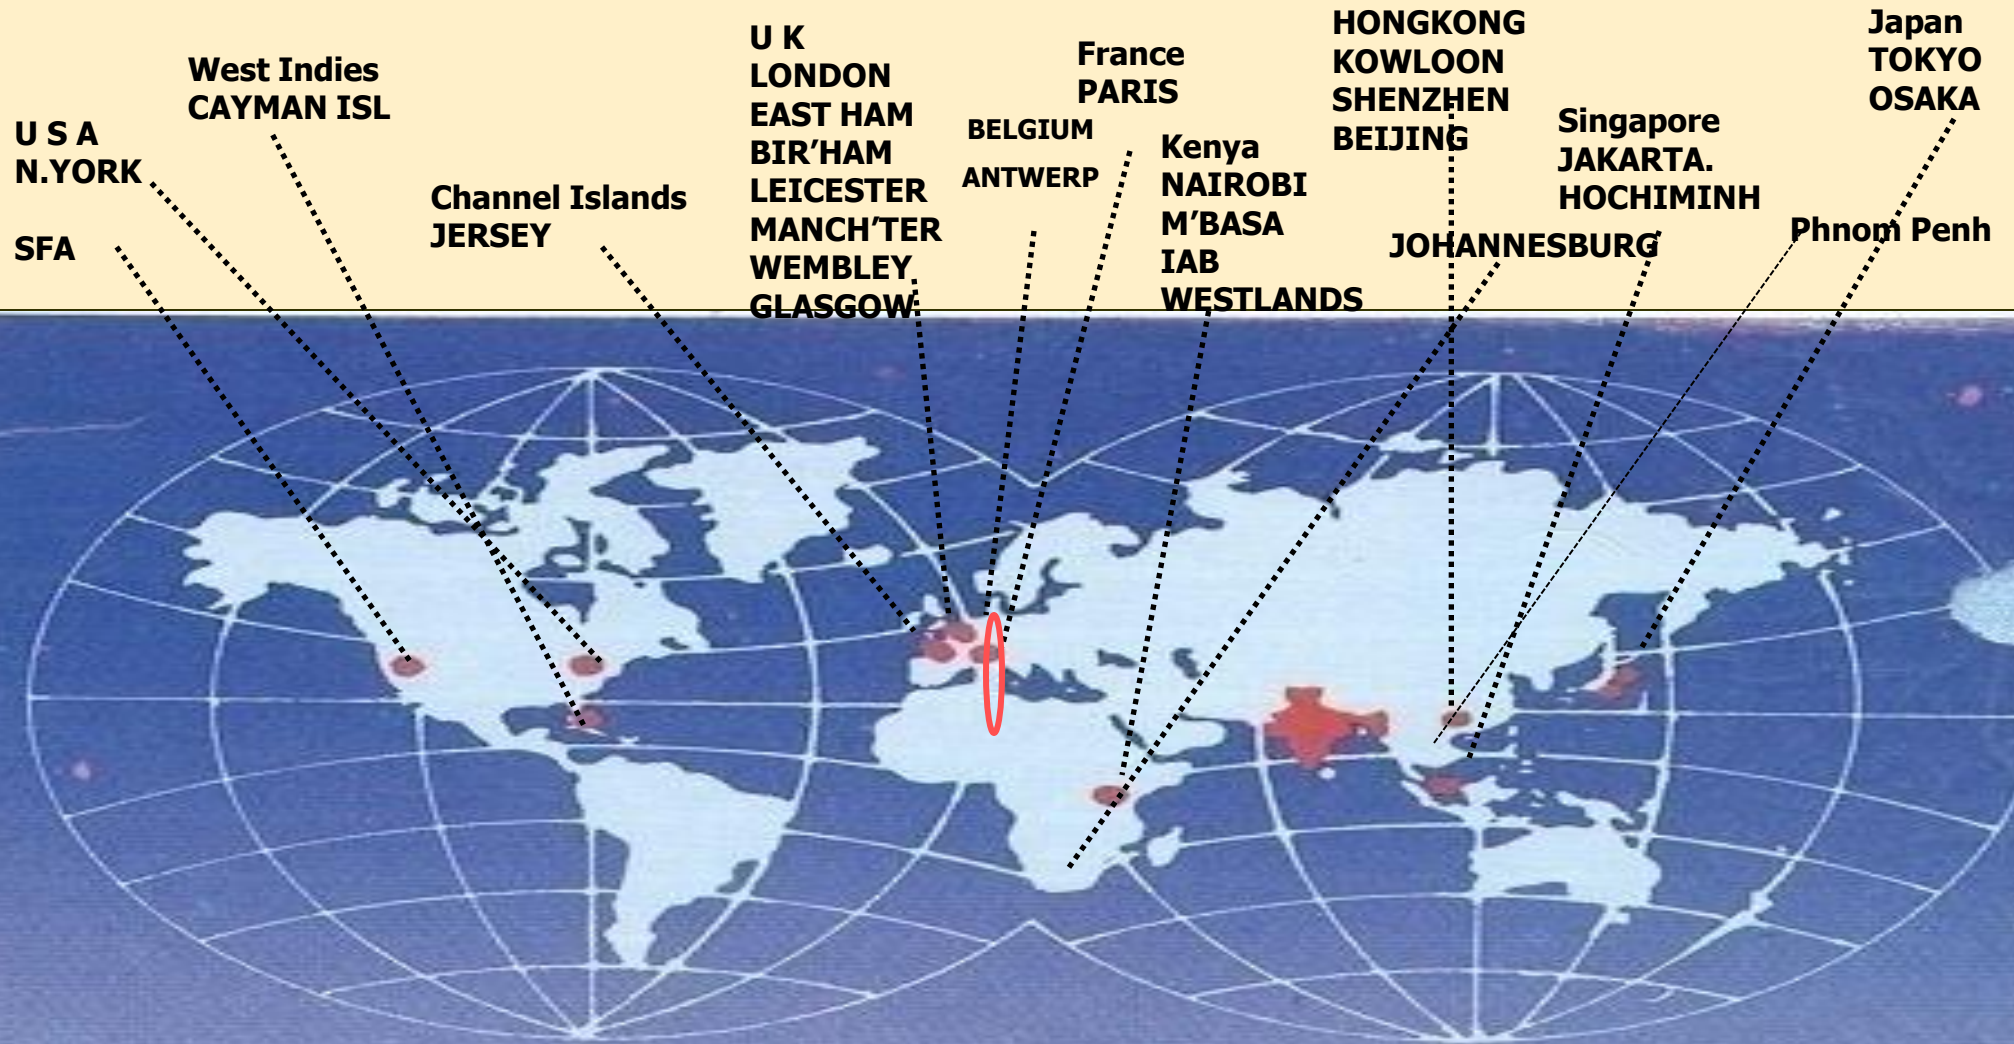 U S A
N.YORK
SFA
West Indies
CAYMAN ISL
Channel Islands
JERSEY
U K
LONDON
EAST HAM
BIR’HAM
LEICESTER
MANCH’TER
WEMBLEY
GLASGOW
BELGIUM
ANTWERP
France
PARIS
Kenya
NAIROBI
M’BASA
IAB
WESTLANDS
HONGKONG
KOWLOON
SHENZHEN
BEIJING
JOHANNESBURG
Singapore
JAKARTA.
HOCHIMINH
Phnom Penh
Japan
TOKYO
OSAKA